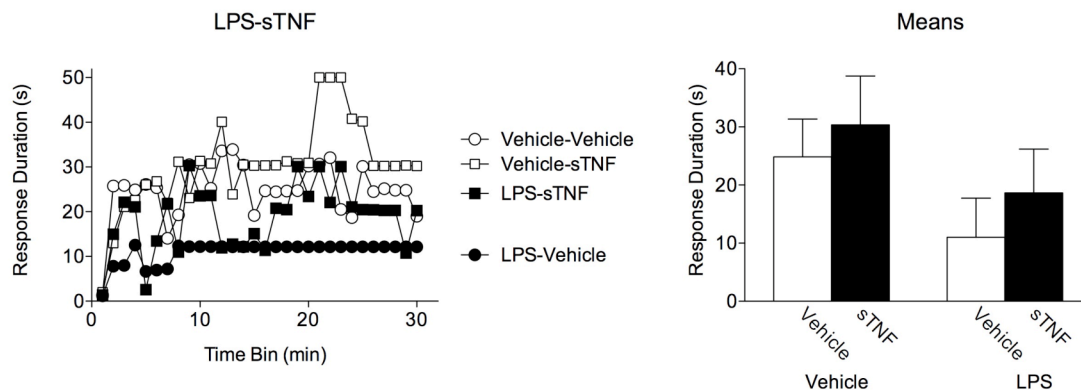 LPS-sTNF
Response Duration (s)
50
40
30
20
10
0
0 10 20 30
Time Bin (min)
Vehicle-Vehicle
Vehicle-sTNF
LPS-sTNF
LPS-Vehicle
Means
Response Duration (s)
40
30
20
10
0
Vehicle sTNF Vehicle sTNF
Vehicle LPS